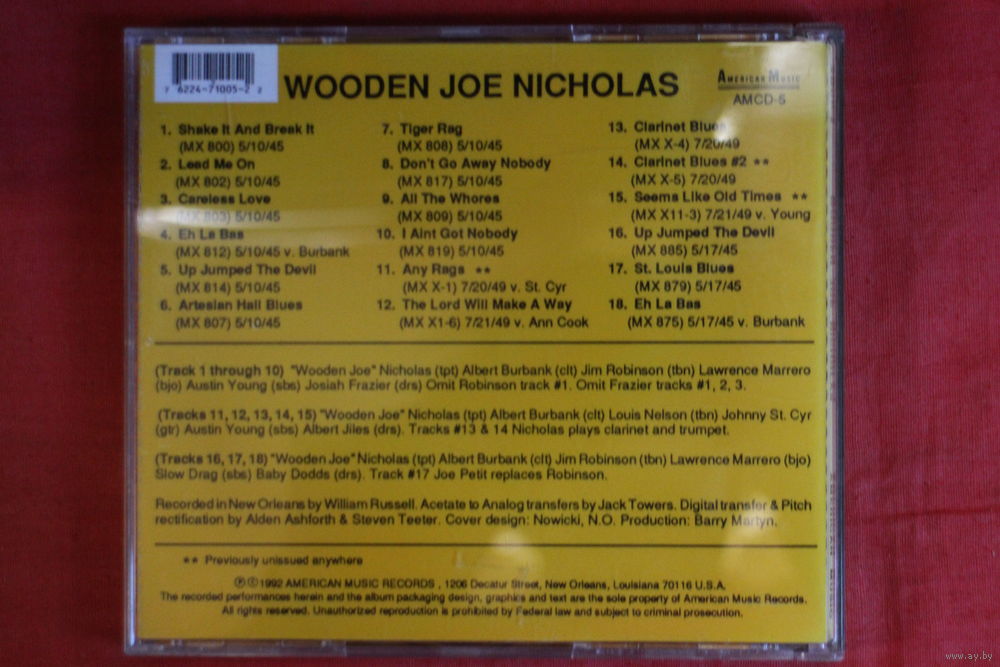 7 6224-71005-2 2
WOODEN JOE NICHOLAS
AMERICAN MUSIC
AMCD-5
1. Shake It And Break It
(MX 800) 5/10/45
2. Lead Me On
(MX 802) 5/10/45
3. Careless Love
(MX 803) 5/10/45
4. Eh La Bas
(MX 812) 5/10/45 v. Burbank
5. Up Jumped The Devil
(MX 814) 5/10/45
6. Artesian Hall Blues
(MX 807) 5/10/45
7. Tiger Rag
(MX 808) 5/10/45
8. Don't Go Away Nobody
(MX 817) 5/10/45
9. All The Whores
(MX 809) 5/10/45
10. I Aint Got Nobody
(MX 819) 5/10/45
11. Any Rags **
(MX X-1) 7/20/49 v. St. Cyr
12. The Lord Will Make A Way
(MX X1-6) 7/21/49 v. Ann Cook
13. Clarinet Blues
(MX X-4) 7/20/49
14. Clarinet Blues #2 **
(MX X-5) 7/20/49
15. Seems Like Old Times **
(MX X11-3) 7/21/49 v. Young
16. Up Jumped The Devil
(MX 885) 5/17/45
17. St. Louis Blues
(MX 879) 5/17/45
18. Eh La Bas
(MX 875) 5/17/45 v. Burbank
(Track 1 through 10) "Wooden Joe" Nicholas (tpt) Albert Burbank (clt) Jim Robinson (tbn) Lawrence Marrero
(bjo) Austin Young (sbs) Josiah Frazier (drs) Omit Robinson track #1. Omit Frazier tracks #1, 2, 3.
(Tracks 11, 12, 13, 14, 15) "Wooden Joe" Nicholas (tpt) Albert Burbank (clt) Louis Nelson (tbn) Johnny St. Cyr
(gtr) Austin Young (sbs) Albert Jiles (drs). Tracks #13 & 14 Nicholas plays clarinet and trumpet.
(Tracks 16, 17, 18) "Wooden Joe" Nicholas (tpt) Albert Burbank (clt) Jim Robinson (tbn) Lawrence Marrero (bjo)
Slow Drag (sbs) Baby Dodds (drs). Track #17 Joe Petit replaces Robinson.
Recorded in New Orleans by William Russell. Acetate to Analog transfers by Jack Towers. Digital transfer & Pitch
rectification by Alden Ashforth & Steven Teeter. Cover design: Nowicki, N.O. Production: Barry Martyn.
** Previously unissued anywhere
Ⓟ©1992 AMERICAN MUSIC RECORDS , 1206 Decatur Street, New Orleans, Louisiana 70116 U.S.A.
The recorded performances herein and the album packaging design, graphics and text are the sole property of American Music Records.
All rights reserved. Unauthorized reproduction is prohibited by Federal law and subject to criminal prosecution.
www.ay.by